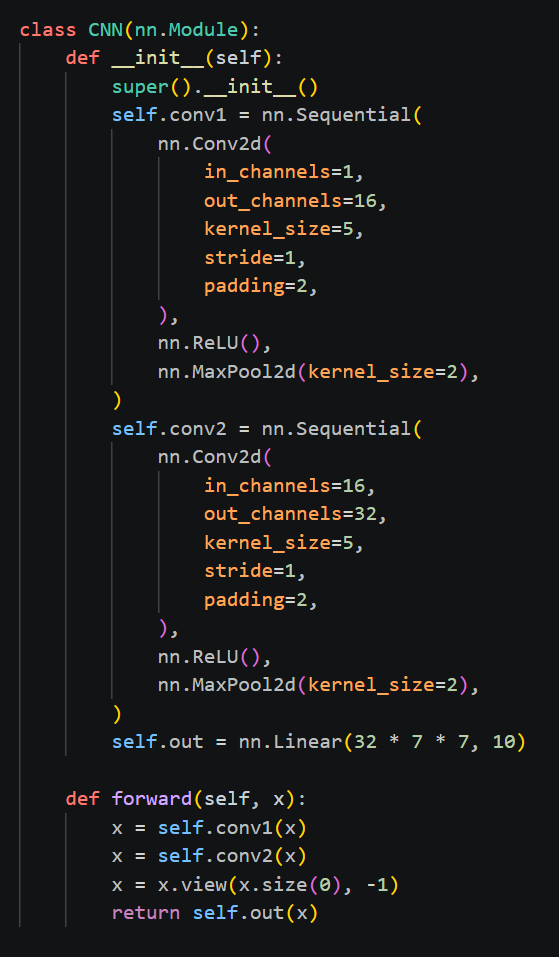 class CNN(nn.Module):
    def __init__(self):
        super().__init__()
        self.conv1 = nn.Sequential(
            nn.Conv2d(
                in_channels=1,
                out_channels=16,
                kernel_size=5,
                stride=1,
                padding=2,
            ),
            nn.ReLU(),
            nn.MaxPool2d(kernel_size=2),
        )
        self.conv2 = nn.Sequential(
            nn.Conv2d(
                in_channels=16,
                out_channels=32,
                kernel_size=5,
                stride=1,
                padding=2,
            ),
            nn.ReLU(),
            nn.MaxPool2d(kernel_size=2),
        )
        self.out = nn.Linear(32 * 7 * 7, 10)

    def forward(self, x):
        x = self.conv1(x)
        x = self.conv2(x)
        x = x.view(x.size(0), -1)
        return self.out(x)